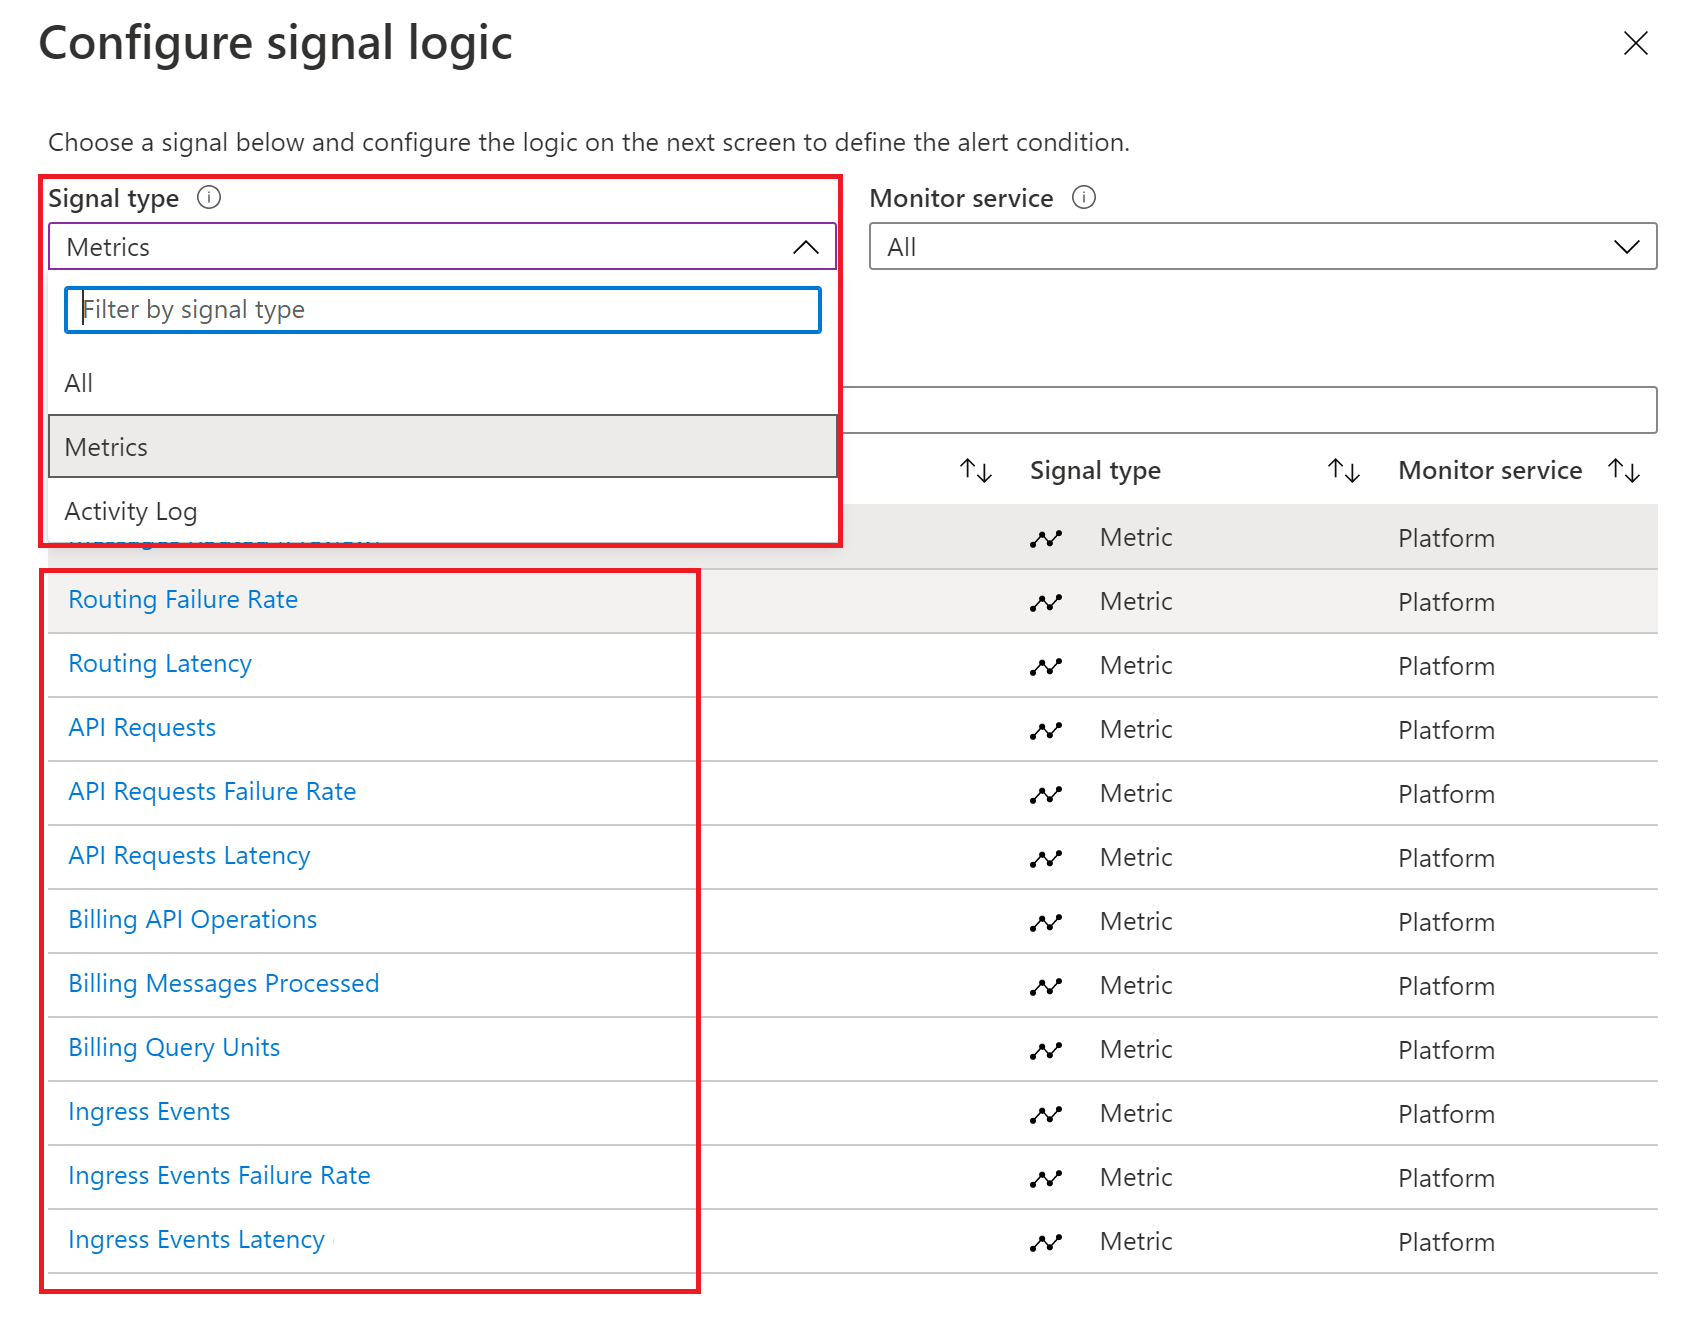 Configure signal logic
Choose a signal below and configure the logic on the next screen to define the alert condition.
Signal type
Monitor service
Metrics
All
Filter by signal type
All
Metrics
Activity Log
Signal type
Monitor service
Metric
Platform
Routing Failure Rate
Metric
Platform
Routing Latency
Metric
Platform
API Requests
Metric
Platform
API Requests Failure Rate
Metric
Platform
API Requests Latency
Metric
Platform
Billing API Operations
Metric
Platform
Billing Messages Processed
Metric
Platform
Billing Query Units
Metric
Platform
Ingress Events
Metric
Platform
Ingress Events Failure Rate
Metric
Platform
Ingress Events Latency
Metric
Platform